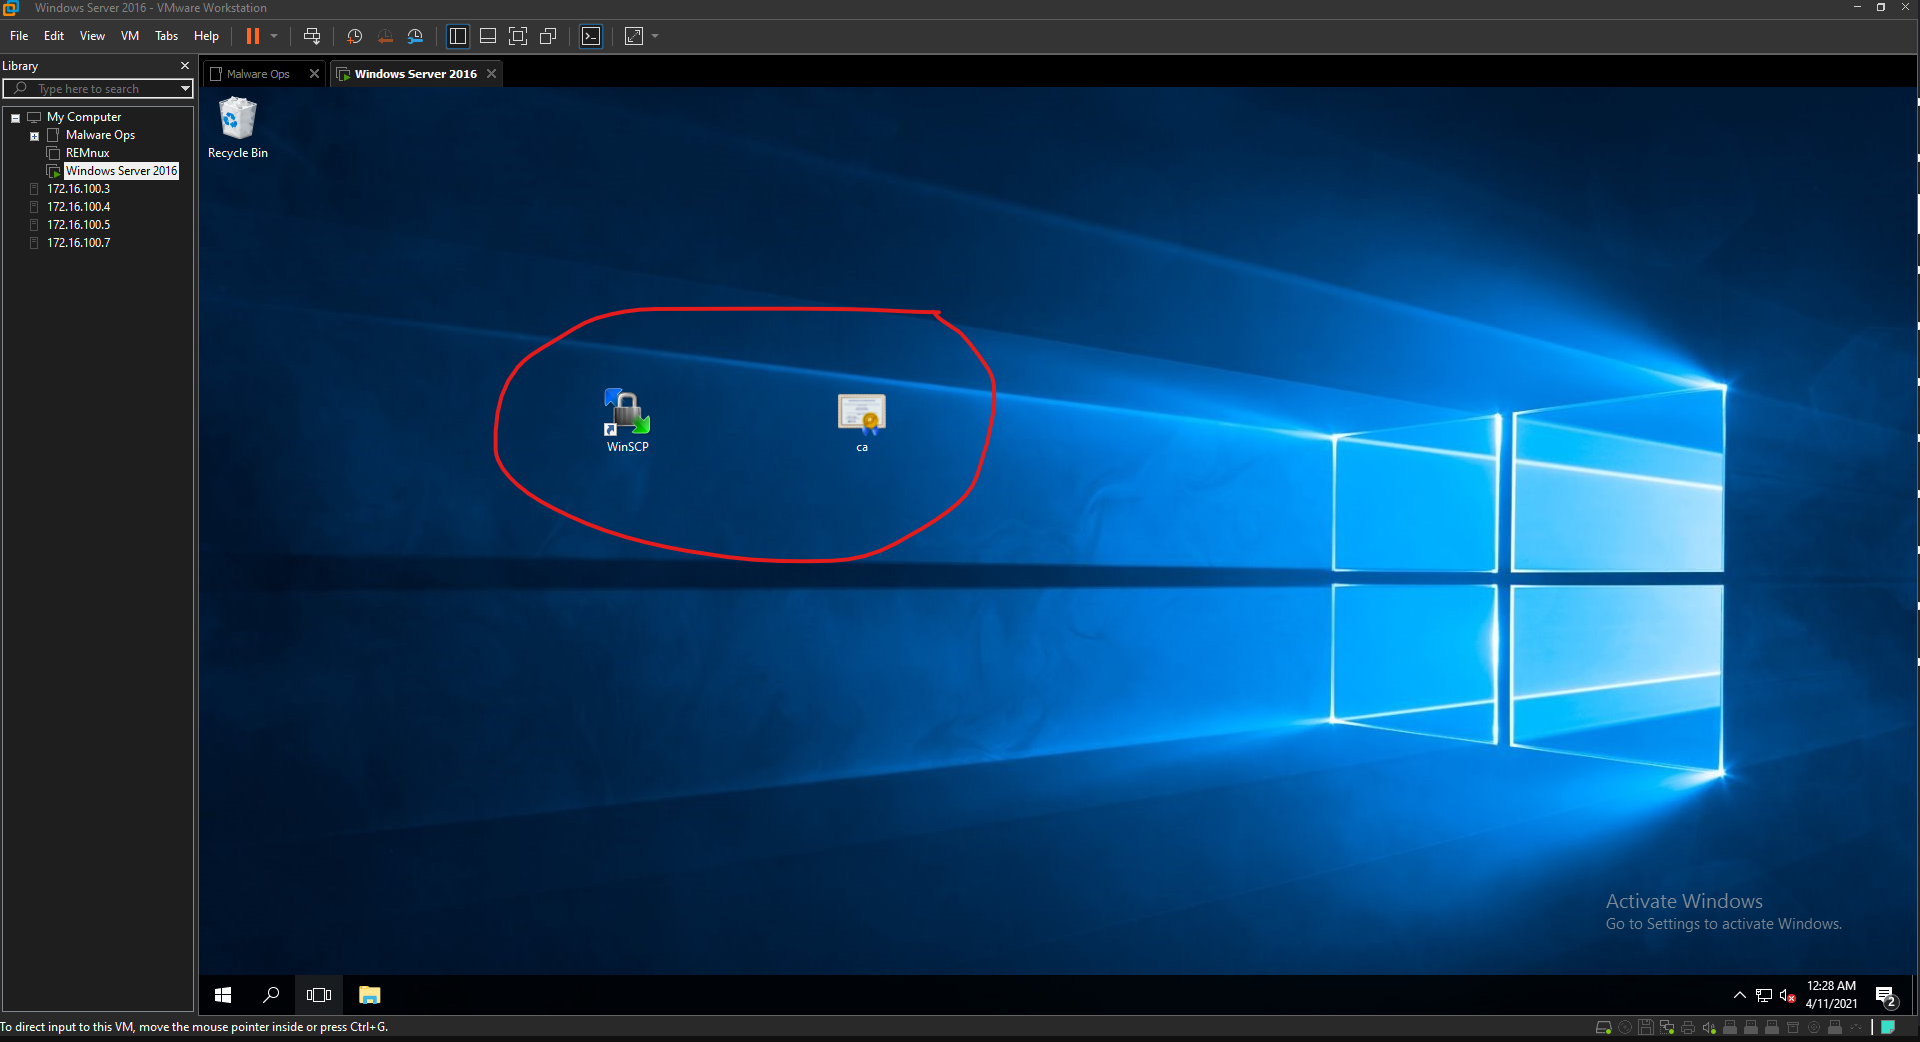 Windows Server 2016 - VMware Workstation
File Edit View VM Tabs Help
Library
Type here to search
My Computer
Malware Ops
REMnux
Windows Server 2016
172.16.100.3
172.16.100.4
172.16.100.5
172.16.100.7
Malware Ops
Windows Server 2016
Recycle Bin
WinSCP
ca
Activate Windows
Go to Settings to activate Windows.
12:28 AM
4/11/2021
2
To direct input to this VM, move the mouse pointer inside or press Ctrl+G.